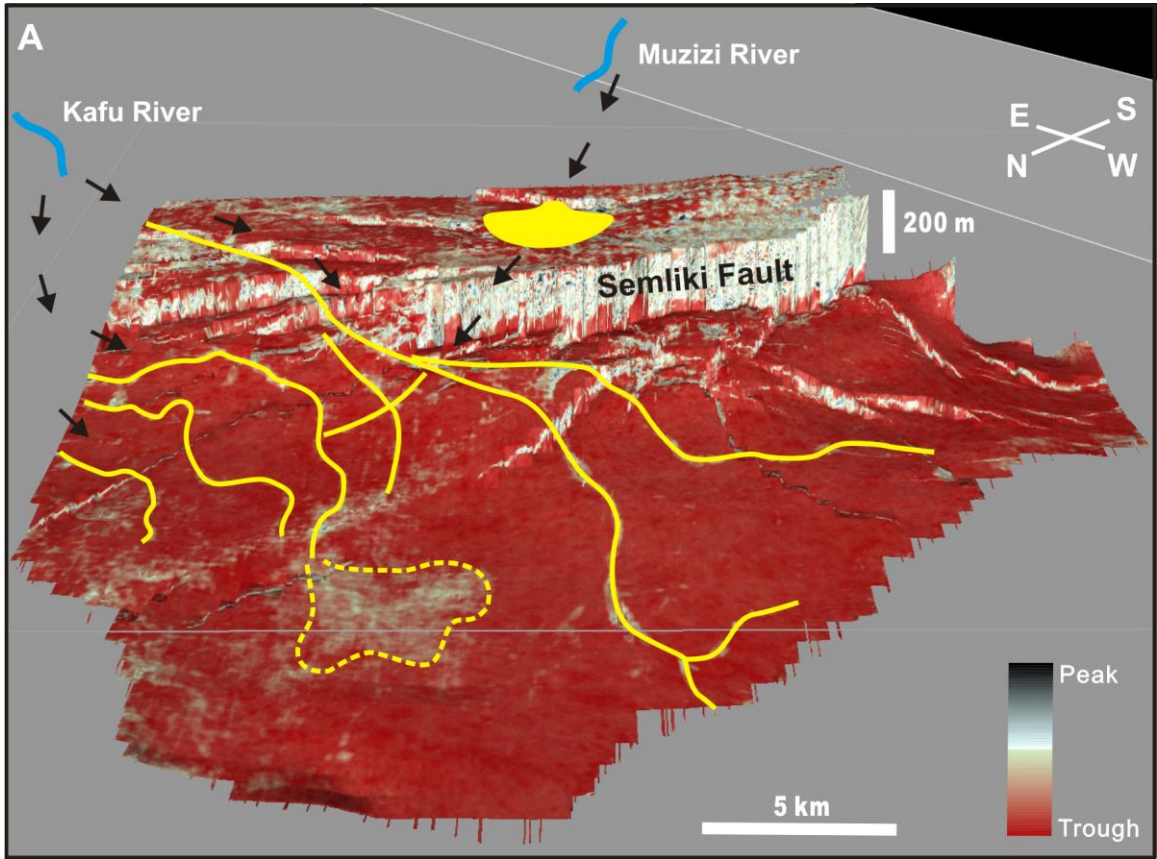 A
Muzizi River
Kafu River
E
S
N
W
200 m
Semliki Fault
Peak
5 km
Trough